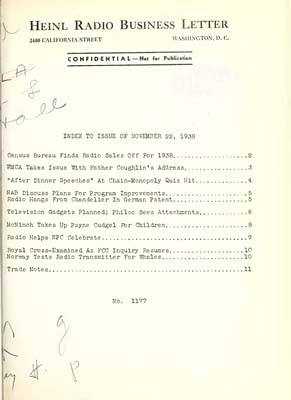 HEINL RADIO BUSINESS LETTER
2400 CALIFORNIA STREET WASHINGTON, D. C.
CONFIDENTIAL—Not for Publication
INDEX TO ISSUE OF NOVEMBER 22, 1938
Census Bureau Finds Radio Sales Off For 1938..................2
WMCA Takes Issue With Father Coughlin's Address...............3
"After Dinner Speeches" At Chain-Monopoly Quiz Hit............4
NAB Discuss Plans For Program Improvements....................5
Radio Hangs From Chandelier In German Patent..................5
Television Gadgets Planned; Philco Sees Attachments...........6
McNinch Takes Up Payne Cudgel For Children....................8
Radio Helps NPC Celebrate.....................................9
Royal Cross-Examined As FCC Inquiry Resumes..................10
Norway Tests Radio Transmitter For Whales....................10
Trade Notes..................................................11
No. 1177
g
H. P